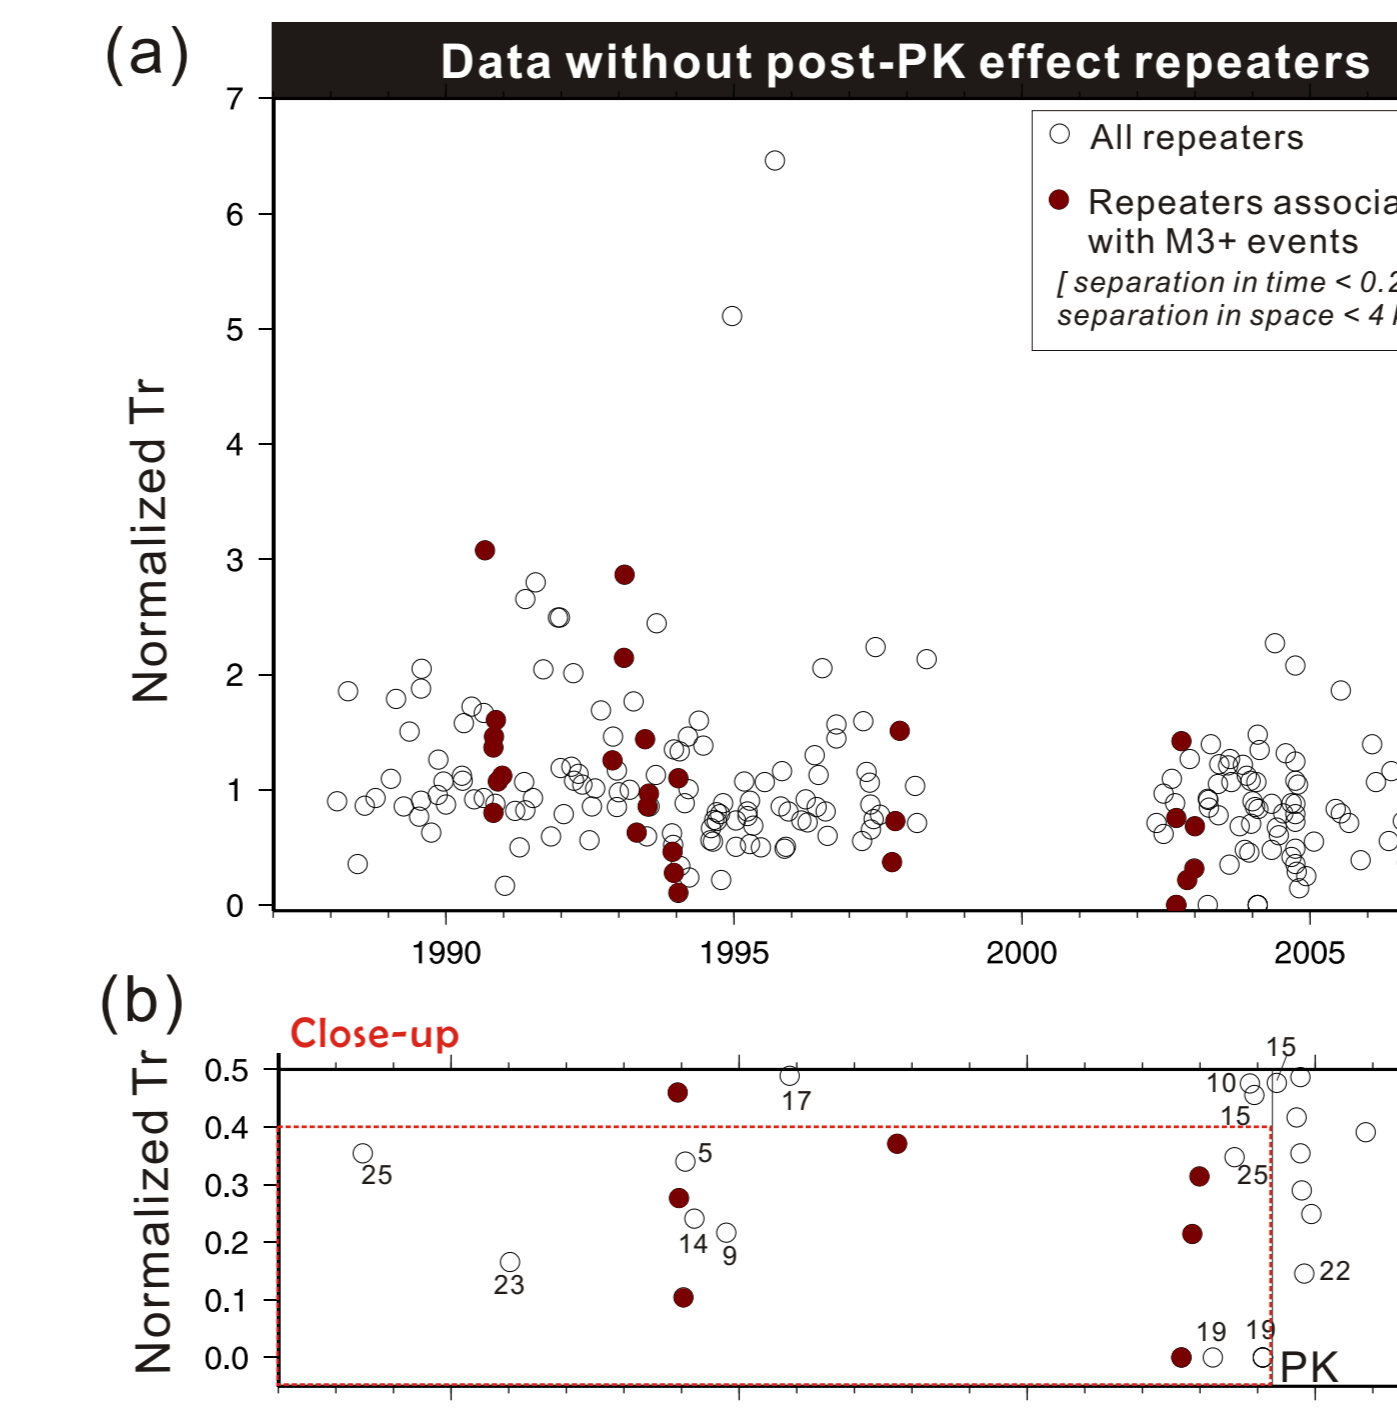 (a)
Data without post-PK effect repeaters
7
6
5
4
3
2
1
0
Normalized Tr
All repeaters
Repeaters associa
with M3+ events
[ separation in time < 0.2
separation in space < 4
1990 1995 2000 2005
(b)
Close-up
0.5
0.4
0.3
0.2
0.1
0.0
Normalized Tr
15
10
17
15
5
25
25
14
9
23
22
19
19
PK